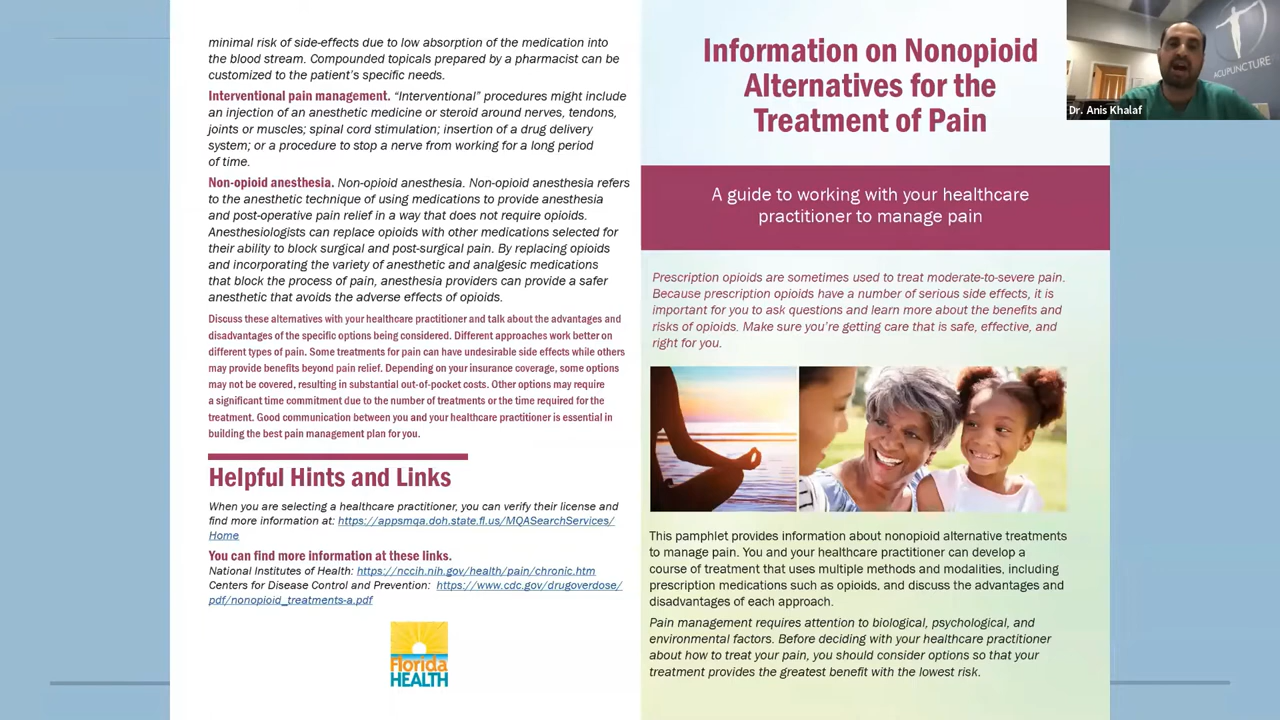 minimal risk of side-effects due to low absorption of the medication into
the blood stream. Compounded topicals prepared by a pharmacist can be
customized to the patient's specific needs.
Interventional pain management. “Interventional” procedures might include
an injection of an anesthetic medicine or steroid around nerves, tendons,
joints or muscles; spinal cord stimulation; insertion of a drug delivery
system; or a procedure to stop a nerve from working for a long period
of time.
Non-opioid anesthesia. Non-opioid anesthesia. Non-opioid anesthesia refers
to the anesthetic technique of using medications to provide anesthesia
and post-operative pain relief in a way that does not require opioids.
Anesthesiologists can replace opioids with other medications selected for
their ability to block surgical and post-surgical pain. By replacing opioids
and incorporating the variety of anesthetic and analgesic medications
that block the process of pain, anesthesia providers can provide a safer
anesthetic that avoids the adverse effects of opioids.
Discuss these alternatives with your healthcare practitioner and talk about the advantages and
disadvantages of the specific options being considered. Different approaches work better on
different types of pain. Some treatments for pain can have undesirable side effects while others
may provide benefits beyond pain relief. Depending on your insurance coverage, some options
may not be covered, resulting in substantial out-of-pocket costs. Other options may require
a significant time commitment due to the number of treatments or the time required for the
treatment. Good communication between you and your healthcare practitioner is essential in
building the best pain management plan for you.
Helpful Hints and Links
When you are selecting a healthcare practitioner, you can verify their license and
find more information at: https://appsmqa.doh.state.fl.us/MQASearchServices/
Home
You can find more information at these links.
National Institutes of Health: https://nccih.nih.gov/health/pain/chronic.htm
Centers for Disease Control and Prevention: https://www.cdc.gov/drugoverdose/
pdf/nonopioid_treatments-a.pdf
Florida
HEALTH
Information on Nonopioid
Alternatives for the
Treatment of Pain
A guide to working with your healthcare
practitioner to manage pain
Prescription opioids are sometimes used to treat moderate-to-severe pain.
Because prescription opioids have a number of serious side effects, it is
important for you to ask questions and learn more about the benefits and
risks of opioids. Make sure you're getting care that is safe, effective, and
right for you.
This pamphlet provides information about nonopioid alternative treatments
to manage pain. You and your healthcare practitioner can develop a
course of treatment that uses multiple methods and modalities, including
prescription medications such as opioids, and discuss the advantages and
disadvantages of each approach.
Pain management requires attention to biological, psychological, and
environmental factors. Before deciding with your healthcare practitioner
about how to treat your pain, you should consider options so that your
treatment provides the greatest benefit with the lowest risk.
ACUPUNCTURE
Dr. Anis Khalaf